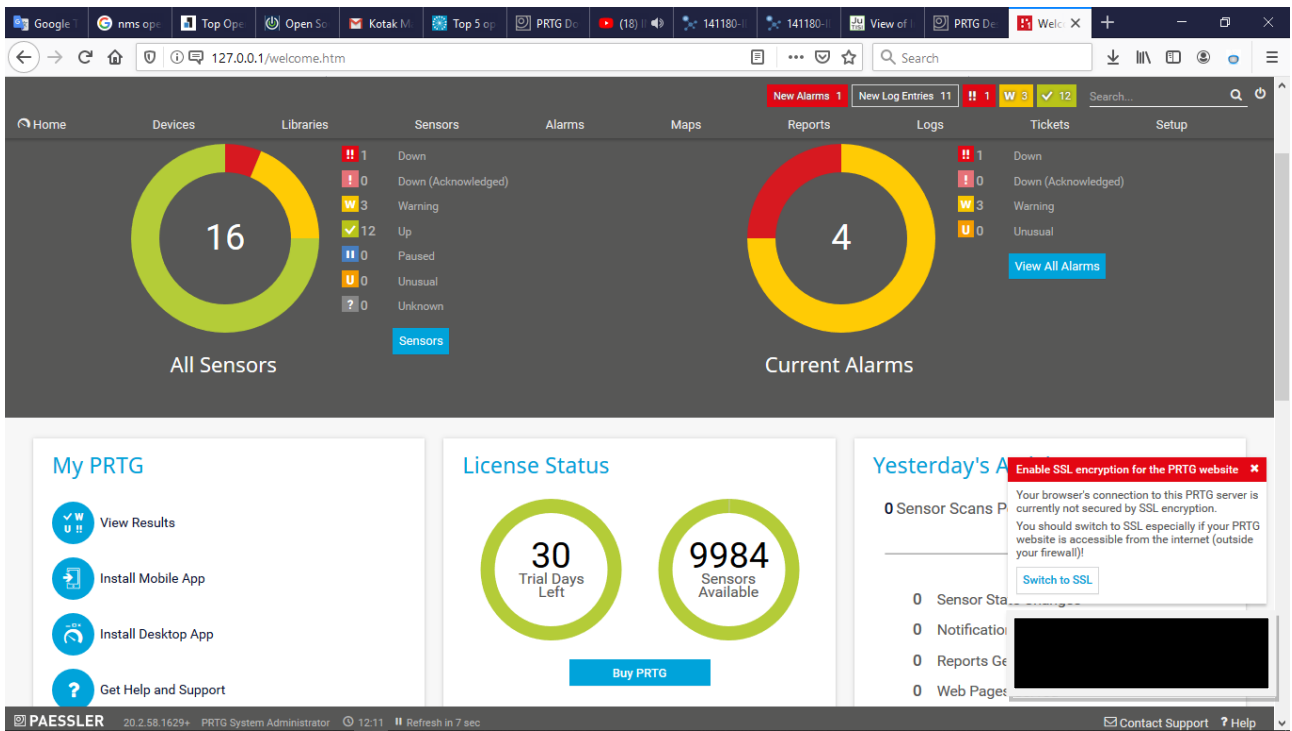 Google T
nms ope
Top Ope
Open So
Kotak M
Top 5 op
PRTG Do
(18)
141180-
141180-
View of
PRTG De
Welc
127.0.0.1/welcome.htm
Search
New Alarms 1
New Log Entries 11
!! 1
W 3
12
Search...
Home
Devices
Libraries
Sensors
Alarms
Maps
Reports
Logs
Tickets
Setup
16
!! 1 Down
! 0 Down (Acknowledged)
W 3 Warning
12 Up
0 Paused
U 0 Unusual
? 0 Unknown
Sensors
All Sensors
4
!! 1 Down
! 0 Down (Acknowledged)
W 3 Warning
U 0 Unusual
View All Alarms
Current Alarms
My PRTG
View Results
Install Mobile App
Install Desktop App
Get Help and Support
License Status
30
Trial Days
Left
9984
Sensors
Available
Buy PRTG
Yesterday's A
0 Sensor Scans P
0 Sensor State Changes
0 Notification
0 Reports Ge
0 Web Pages
Enable SSL encryption for the PRTG website
Your browser's connection to this PRTG server is
currently not secured by SSL encryption.
You should switch to SSL especially if your PRTG
website is accessible from the internet (outside
your firewall)!
Switch to SSL
PAESSLER
20.2.58.1629+
PRTG System Administrator
12:11
Refresh in 7 sec
Contact Support
? Help